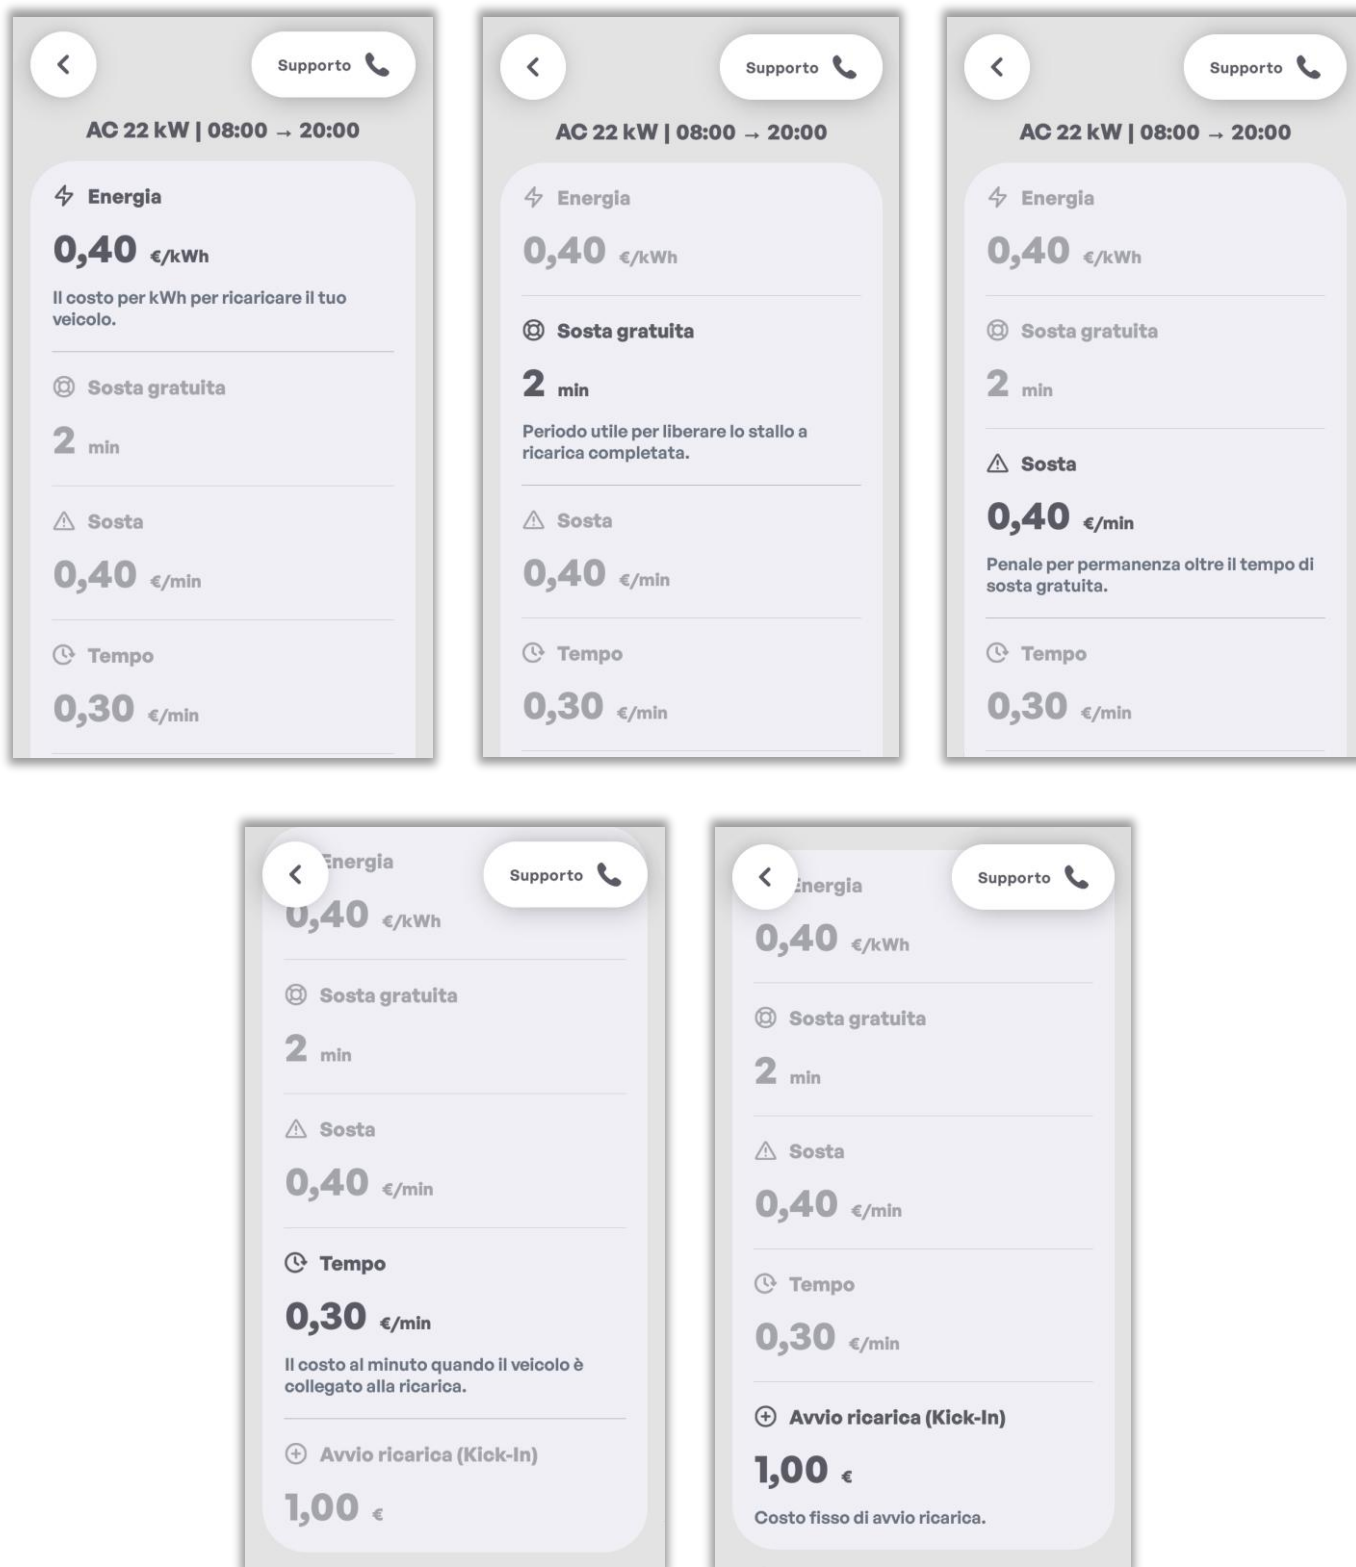 Supporto
AC 22 kW | 08:00 → 20:00
Energia
0,40 €/kWh
Il costo per kWh per ricaricare il tuo
veicolo.
Sosta gratuita
2 min
Sosta
0,40 €/min
Tempo
0,30 €/min
Supporto
AC 22 kW | 08:00 → 20:00
Energia
0,40 €/kWh
Sosta gratuita
2 min
Periodo utile per liberare lo stallo a
ricarica completata.
Sosta
0,40 €/min
Tempo
0,30 €/min
Supporto
AC 22 kW | 08:00 → 20:00
Energia
0,40 €/kWh
Sosta gratuita
2 min
Sosta
0,40 €/min
Penale per permanenza oltre il tempo di
sosta gratuita.
Tempo
0,30 €/min
Energia
Supporto
0,40 €/kWh
Sosta gratuita
2 min
Sosta
0,40 €/min
Tempo
0,30 €/min
Il costo al minuto quando il veicolo è
collegato alla ricarica.
Avvio ricarica (Kick-In)
1,00 €
Energia
Supporto
0,40 €/kWh
Sosta gratuita
2 min
Sosta
0,40 €/min
Tempo
0,30 €/min
Avvio ricarica (Kick-In)
1,00 €
Costo fisso di avvio ricarica.